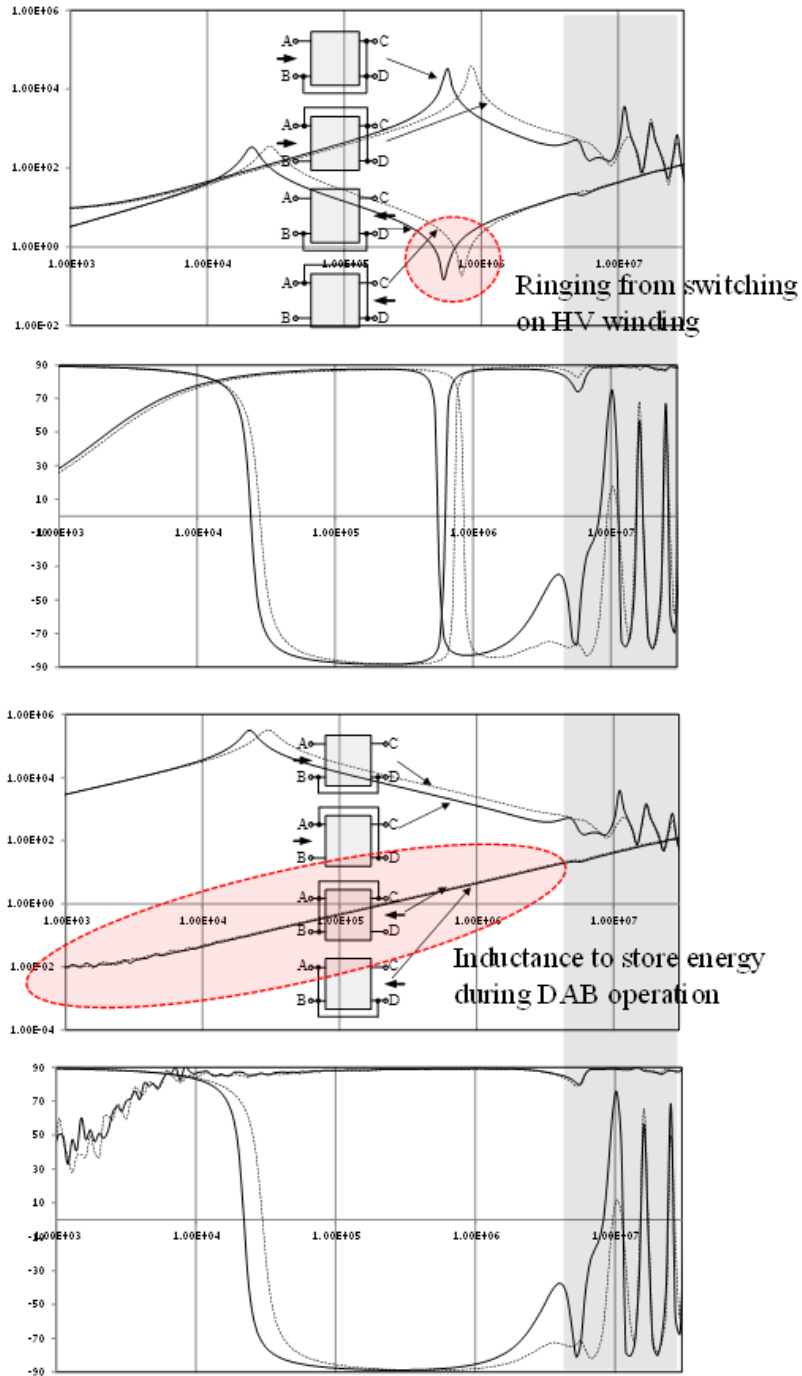 1.00E+06
1.00E+04
1.00E+02
1.00E+00
1.00E-02
1.00E+03 1.00E+04 1.00E+05 1.00E+06 1.00E+07
A C
B D
A C
B D
A C
B D
A C
B D
Ringing from switching
on HV winding
90
70
50
30
10
-10
-30
-50
-70
-90
1.00E+03 1.00E+04 1.00E+05 1.00E+06 1.00E+07
1.00E+06
1.00E+04
1.00E+02
1.00E+00
1.00E-02
1.00E-04
1.00E+03 1.00E+04 1.00E+05 1.00E+06 1.00E+07
A C
B D
A C
B D
A C
B D
A C
B D
Inductance to store energy
during DAB operation
90
70
50
30
10
-10
-30
-50
-70
-90
1.00E+03 1.00E+04 1.00E+05 1.00E+06 1.00E+07